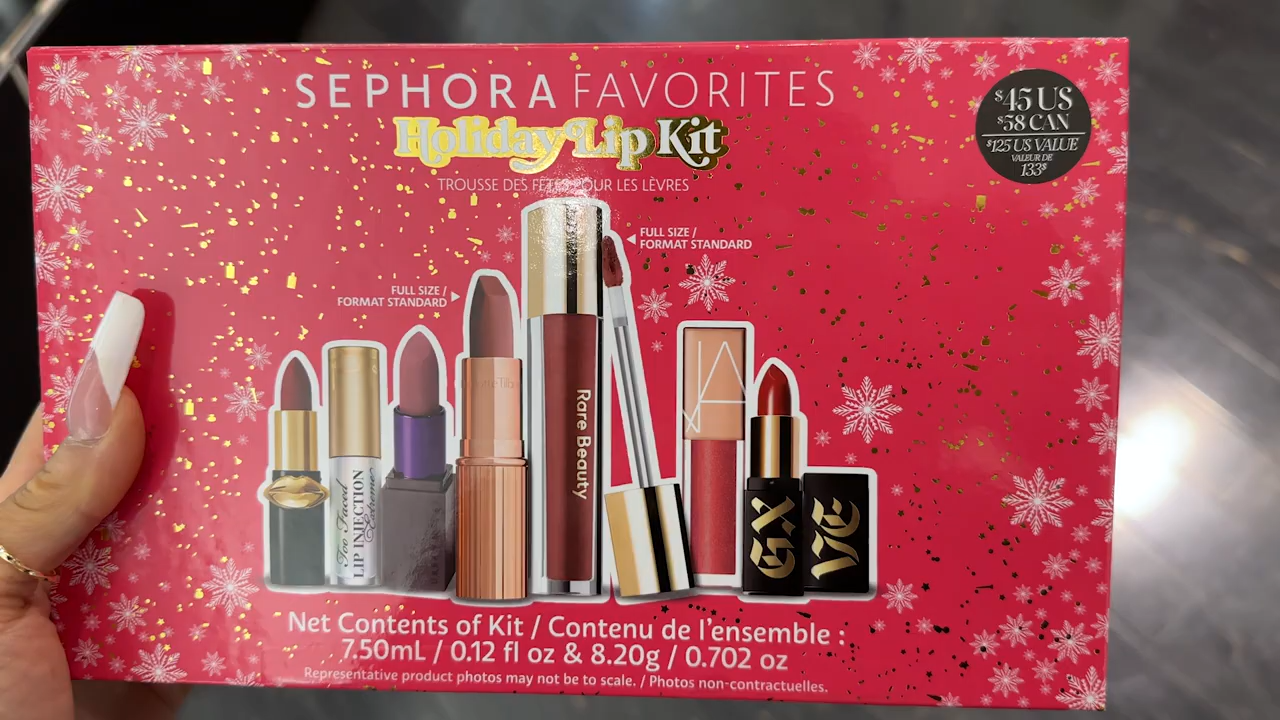 SEPHORA FAVORITES
Holiday Lip Kit
TROUSSE DES FÊTES POUR LES LÈVRES
$45 US
$58 CAN
$125 US VALUE
VALEUR DE
133$
FULL SIZE /
FORMAT STANDARD
FULL SIZE /
FORMAT STANDARD
Too Faced
LIP INJECTION
Extreme
Rare Beauty
GXVE
Net Contents of Kit / Contenu de l'ensemble :
7.50mL / 0.12 fl oz & 8.20g / 0.702 oz
Representative product photos may not be to scale. / Photos non-contractuelles.